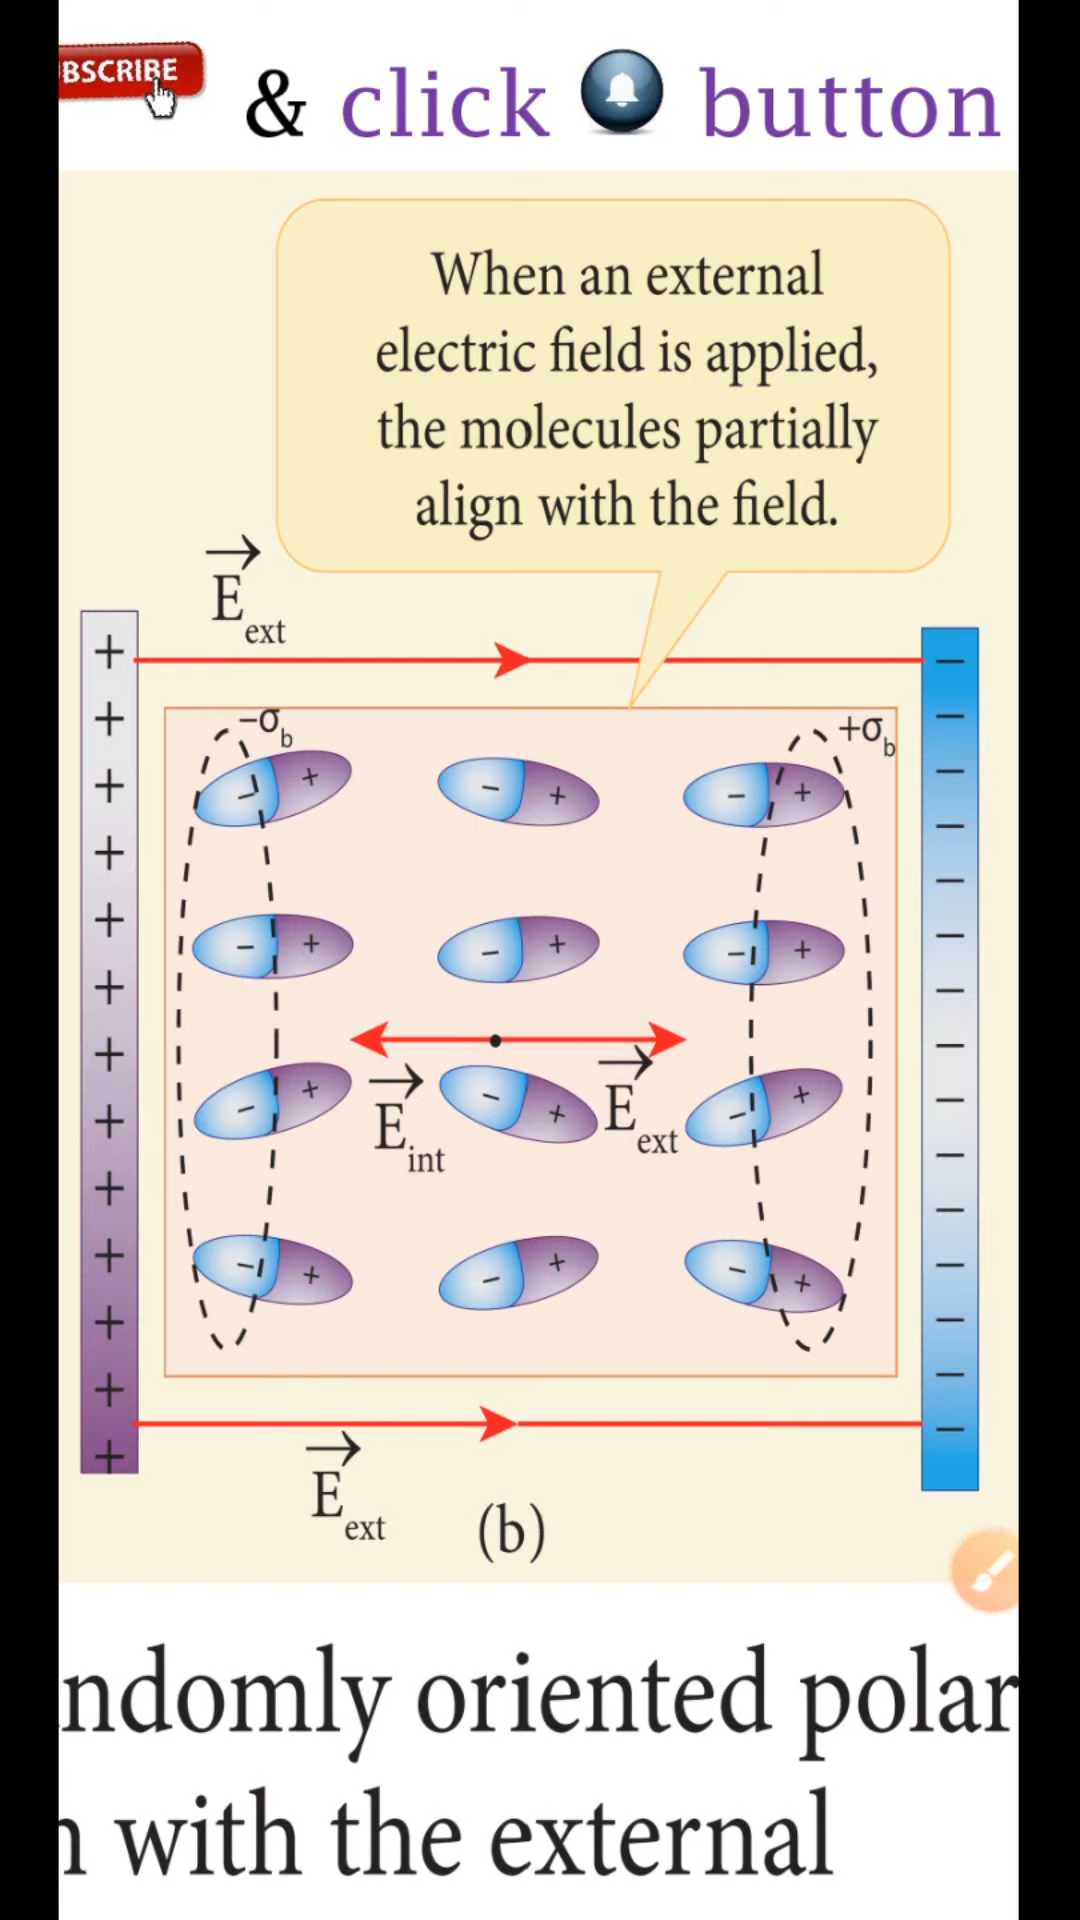 BSCRIBE
& click button
When an external
electric field is applied,
the molecules partially
align with the field.
E ext
+ + + + + + + + + + + + +
− − − − − − − − − − − − − − −
−σb
+σb
− + − + − +
− + − + − +
E int
E ext
− + − + − +
− + − + − +
E ext
(b)
ndomly oriented polar
with the external